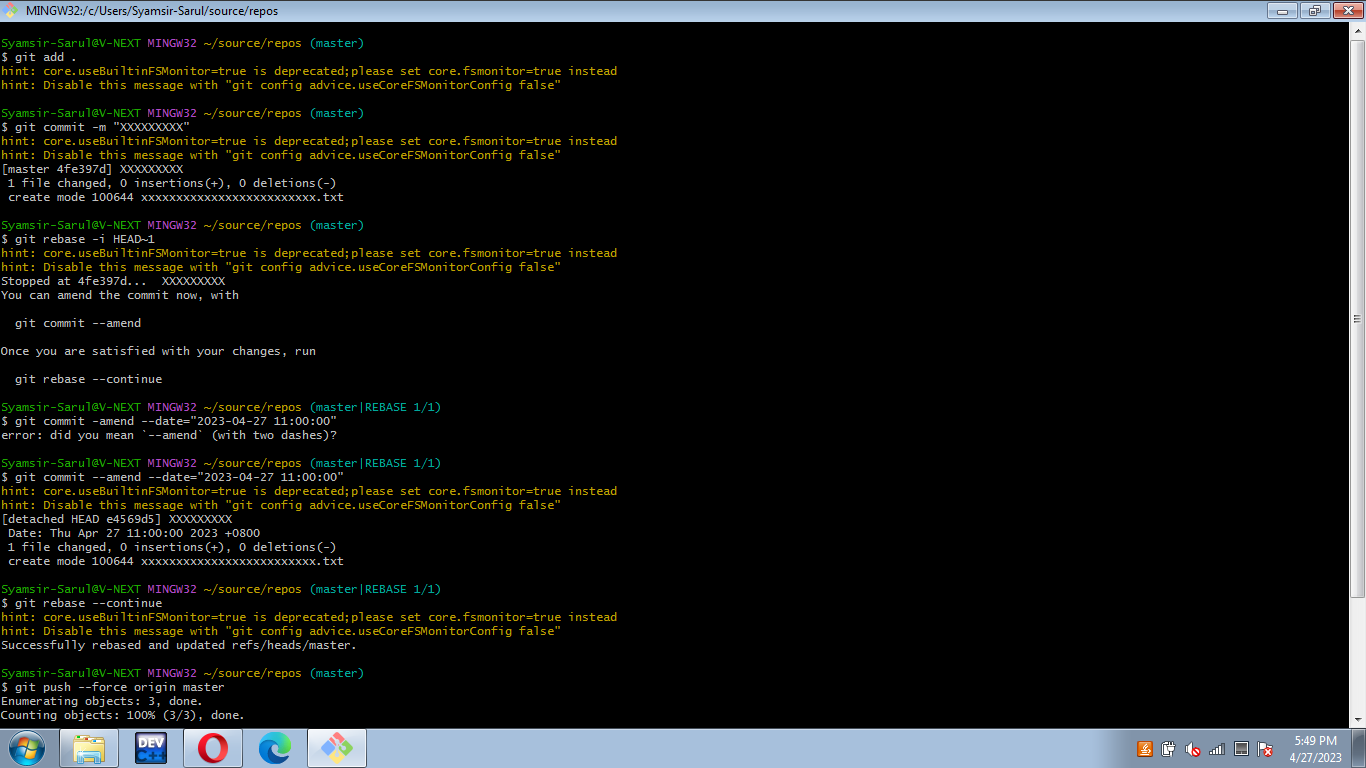 MINGW32:/c/Users/Syamsir-Sarul/source/repos
Syamsir-Sarul@V-NEXT MINGW32 ~/source/repos (master)
$ git add .
hint: core.useBuiltinFSMonitor=true is deprecated;please set core.fsmonitor=true instead
hint: Disable this message with "git config advice.useCoreFSMonitorConfig false"
Syamsir-Sarul@V-NEXT MINGW32 ~/source/repos (master)
$ git commit -m "XXXXXXXXX"
hint: core.useBuiltinFSMonitor=true is deprecated;please set core.fsmonitor=true instead
hint: Disable this message with "git config advice.useCoreFSMonitorConfig false"
[master 4fe397d] XXXXXXXXX
1 file changed, 0 insertions(+), 0 deletions(-)
create mode 100644 xxxxxxxxxxxxxxxxxxxxxxxxx.txt
Syamsir-Sarul@V-NEXT MINGW32 ~/source/repos (master)
$ git rebase -i HEAD~1
hint: core.useBuiltinFSMonitor=true is deprecated;please set core.fsmonitor=true instead
hint: Disable this message with "git config advice.useCoreFSMonitorConfig false"
Stopped at 4fe397d...  XXXXXXXXX
You can amend the commit now, with
git commit --amend
Once you are satisfied with your changes, run
git rebase --continue
Syamsir-Sarul@V-NEXT MINGW32 ~/source/repos (master|REBASE 1/1)
$ git commit -amend --date="2023-04-27 11:00:00"
error: did you mean `--amend` (with two dashes)?
Syamsir-Sarul@V-NEXT MINGW32 ~/source/repos (master|REBASE 1/1)
$ git commit --amend --date="2023-04-27 11:00:00"
hint: core.useBuiltinFSMonitor=true is deprecated;please set core.fsmonitor=true instead
hint: Disable this message with "git config advice.useCoreFSMonitorConfig false"
[detached HEAD e4569d5] XXXXXXXXX
Date: Thu Apr 27 11:00:00 2023 +0800
1 file changed, 0 insertions(+), 0 deletions(-)
create mode 100644 xxxxxxxxxxxxxxxxxxxxxxxxx.txt
Syamsir-Sarul@V-NEXT MINGW32 ~/source/repos (master|REBASE 1/1)
$ git rebase --continue
hint: core.useBuiltinFSMonitor=true is deprecated;please set core.fsmonitor=true instead
hint: Disable this message with "git config advice.useCoreFSMonitorConfig false"
Successfully rebased and updated refs/heads/master.
Syamsir-Sarul@V-NEXT MINGW32 ~/source/repos (master)
$ git push --force origin master
Enumerating objects: 3, done.
Counting objects: 100% (3/3), done.
DEV
C++
5:49 PM
4/27/2023